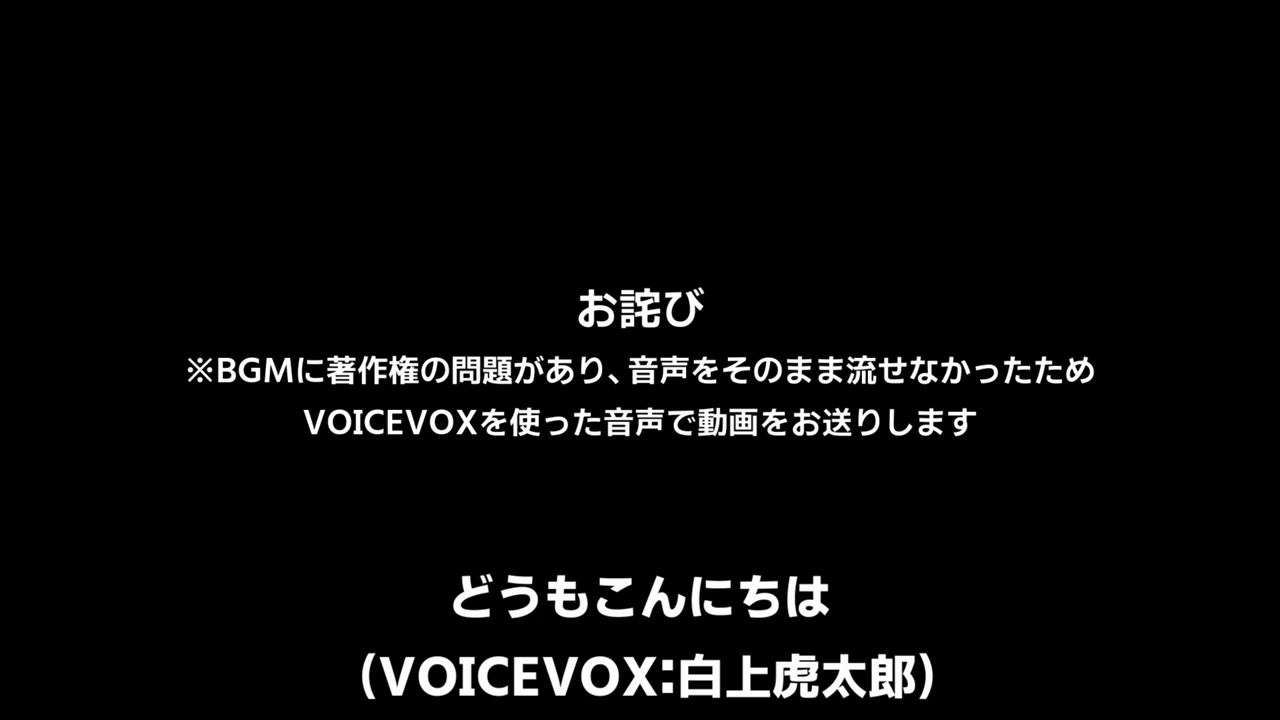 お詫び
※BGMに著作権の問題があり、音声をそのまま流せなかったため
VOICEVOXを使った音声で動画をお送りします
どうもこんにちは
(VOICEVOX:白上虎太郎)